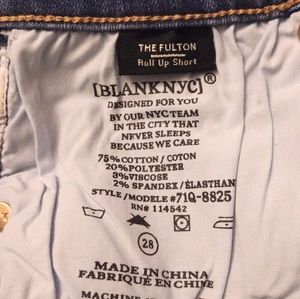 THE FULTON
Roll Up Short
[BLANKNYC]®
DESIGNED FOR YOU
BY OUR NYC TEAM
IN THE CITY THAT
NEVER SLEEPS
BECAUSE WE CARE
75% COTTON / COTON
20% POLYESTER
3% VISCOSE
2% SPANDEX / ÉLASTHAN
STYLE / MODELE #71Q-8825
RN# 114542
28
MADE IN CHINA
FABRIQUÉ EN CHINE
MACHINE